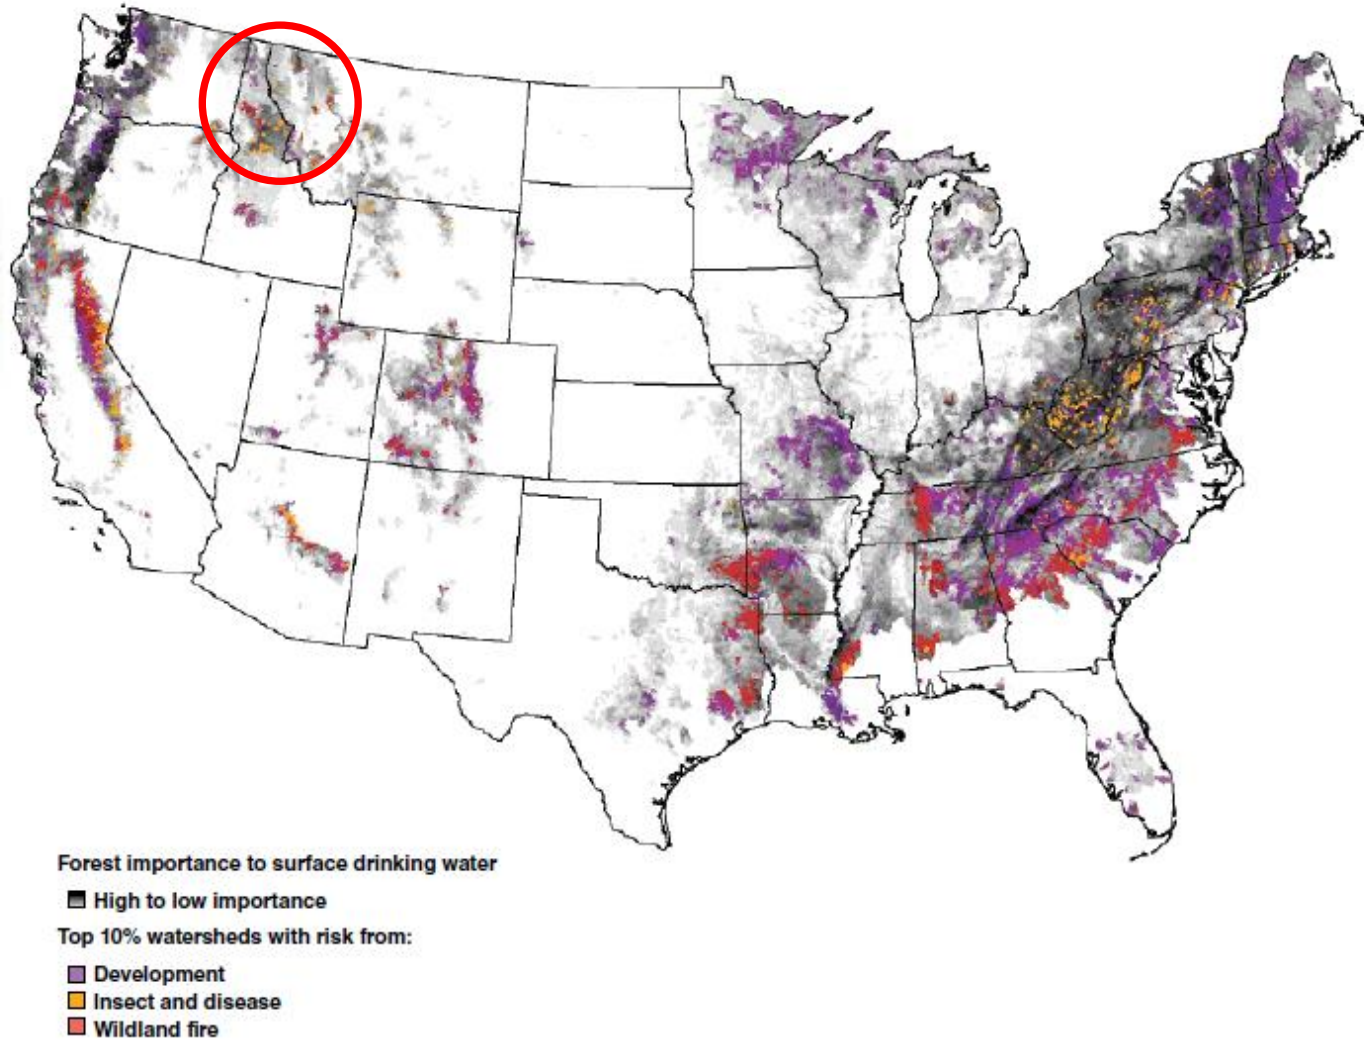 Forest importance to surface drinking water
High to low importance
Top 10% watersheds with risk from:
Development
Insect and disease
Wildland fire